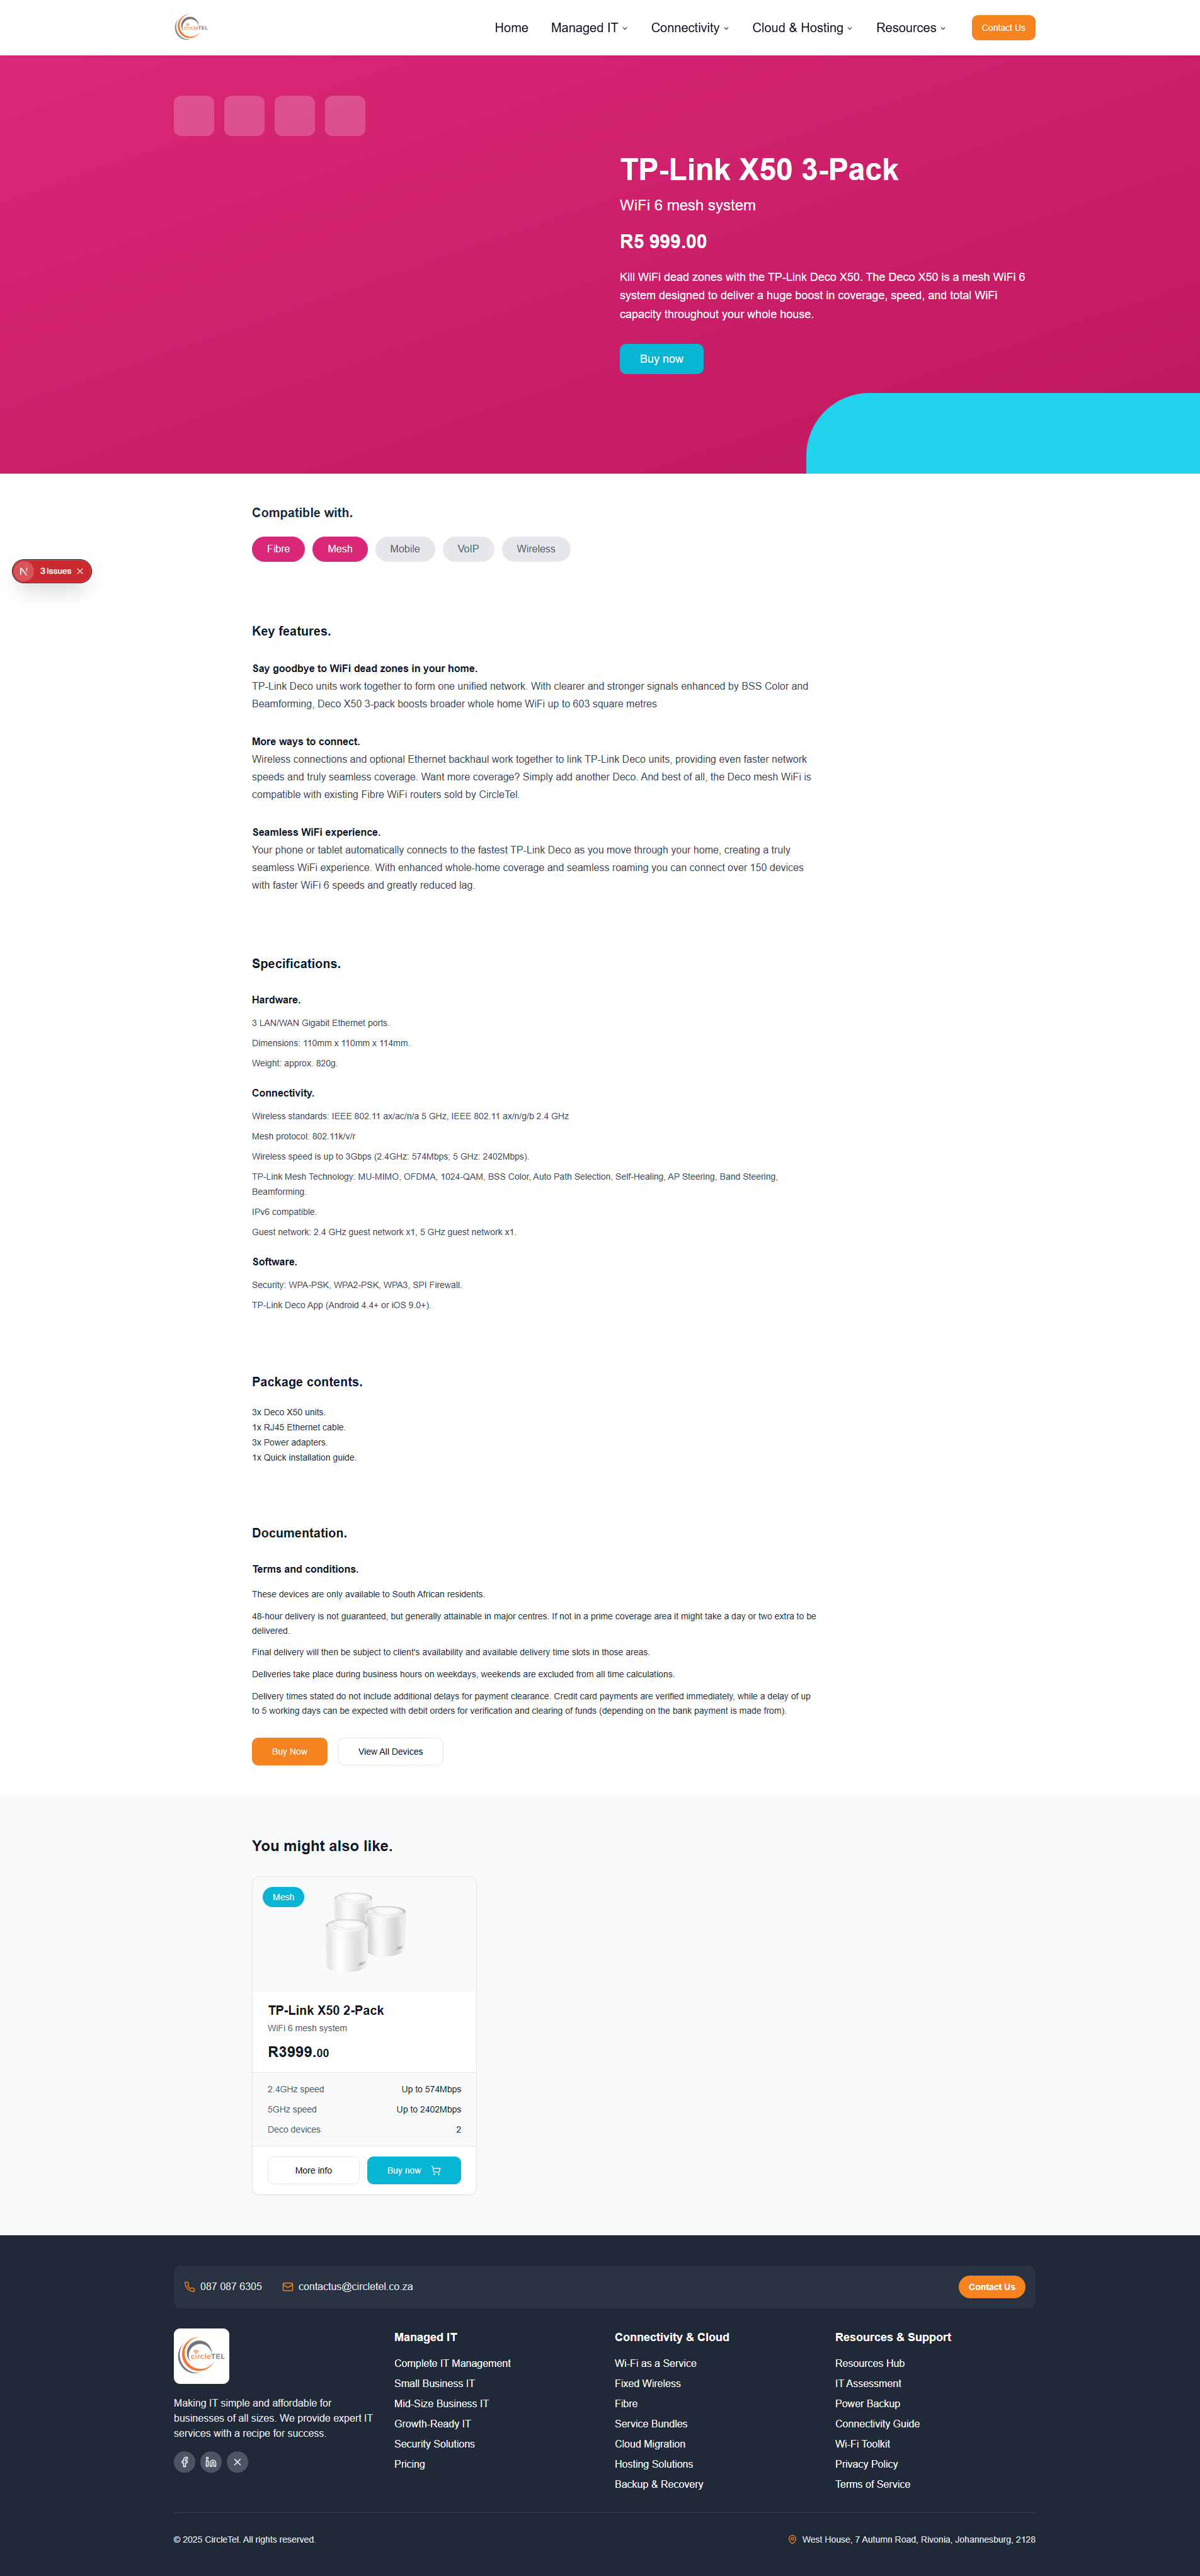 circleTEL
Home
Managed IT
Connectivity
Cloud & Hosting
Resources
Contact Us
TP-Link X50 3-Pack
WiFi 6 mesh system
R5 999.00
Kill WiFi dead zones with the TP-Link Deco X50. The Deco X50 is a mesh WiFi 6
system designed to deliver a huge boost in coverage, speed, and total WiFi
capacity throughout your whole house.
Buy now
Compatible with.
Fibre
Mesh
Mobile
VoIP
Wireless
N
3 Issues
Key features.
Say goodbye to WiFi dead zones in your home.
TP-Link Deco units work together to form one unified network. With clearer and stronger signals enhanced by BSS Color and
Beamforming, Deco X50 3-pack boosts broader whole home WiFi up to 603 square metres
More ways to connect.
Wireless connections and optional Ethernet backhaul work together to link TP-Link Deco units, providing even faster network
speeds and truly seamless coverage. Want more coverage? Simply add another Deco. And best of all, the Deco mesh WiFi is
compatible with existing Fibre WiFi routers sold by CircleTel.
Seamless WiFi experience.
Your phone or tablet automatically connects to the fastest TP-Link Deco as you move through your home, creating a truly
seamless WiFi experience. With enhanced whole-home coverage and seamless roaming you can connect over 150 devices
with faster WiFi 6 speeds and greatly reduced lag.
Specifications.
Hardware.
3 LAN/WAN Gigabit Ethernet ports.
Dimensions: 110mm x 110mm x 114mm.
Weight: approx. 820g.
Connectivity.
Wireless standards: IEEE 802.11 ax/ac/n/a 5 GHz, IEEE 802.11 ax/n/g/b 2.4 GHz
Mesh protocol: 802.11k/v/r
Wireless speed is up to 3Gbps (2.4GHz: 574Mbps; 5 GHz: 2402Mbps).
TP-Link Mesh Technology: MU-MIMO, OFDMA, 1024-QAM, BSS Color, Auto Path Selection, Self-Healing, AP Steering, Band Steering,
Beamforming.
IPv6 compatible.
Guest network: 2.4 GHz guest network x1, 5 GHz guest network x1.
Software.
Security: WPA-PSK, WPA2-PSK, WPA3, SPI Firewall.
TP-Link Deco App (Android 4.4+ or iOS 9.0+).
Package contents.
3x Deco X50 units.
1x RJ45 Ethernet cable.
3x Power adapters.
1x Quick installation guide.
Documentation.
Terms and conditions.
These devices are only available to South African residents.
48-hour delivery is not guaranteed, but generally attainable in major centres. If not in a prime coverage area it might take a day or two extra to be
delivered.
Final delivery will then be subject to client's availability and available delivery time slots in those areas.
Deliveries take place during business hours on weekdays, weekends are excluded from all time calculations.
Delivery times stated do not include additional delays for payment clearance. Credit card payments are verified immediately, while a delay of up
to 5 working days can be expected with debit orders for verification and clearing of funds (depending on the bank payment is made from).
Buy Now
View All Devices
You might also like.
Mesh
TP-Link X50 2-Pack
WiFi 6 mesh system
R3999.00
2.4GHz speed Up to 574Mbps
5GHz speed Up to 2402Mbps
Deco devices 2
More info
Buy now
087 087 6305
contactus@circletel.co.za
Contact Us
circleTEL
Making IT simple and affordable for
businesses of all sizes. We provide expert IT
services with a recipe for success.
Managed IT
Complete IT Management
Small Business IT
Mid-Size Business IT
Growth-Ready IT
Security Solutions
Pricing
Connectivity & Cloud
Wi-Fi as a Service
Fixed Wireless
Fibre
Service Bundles
Cloud Migration
Hosting Solutions
Backup & Recovery
Resources & Support
Resources Hub
IT Assessment
Power Backup
Connectivity Guide
Wi-Fi Toolkit
Privacy Policy
Terms of Service
© 2025 CircleTel. All rights reserved.
West House, 7 Autumn Road, Rivonia, Johannesburg, 2128